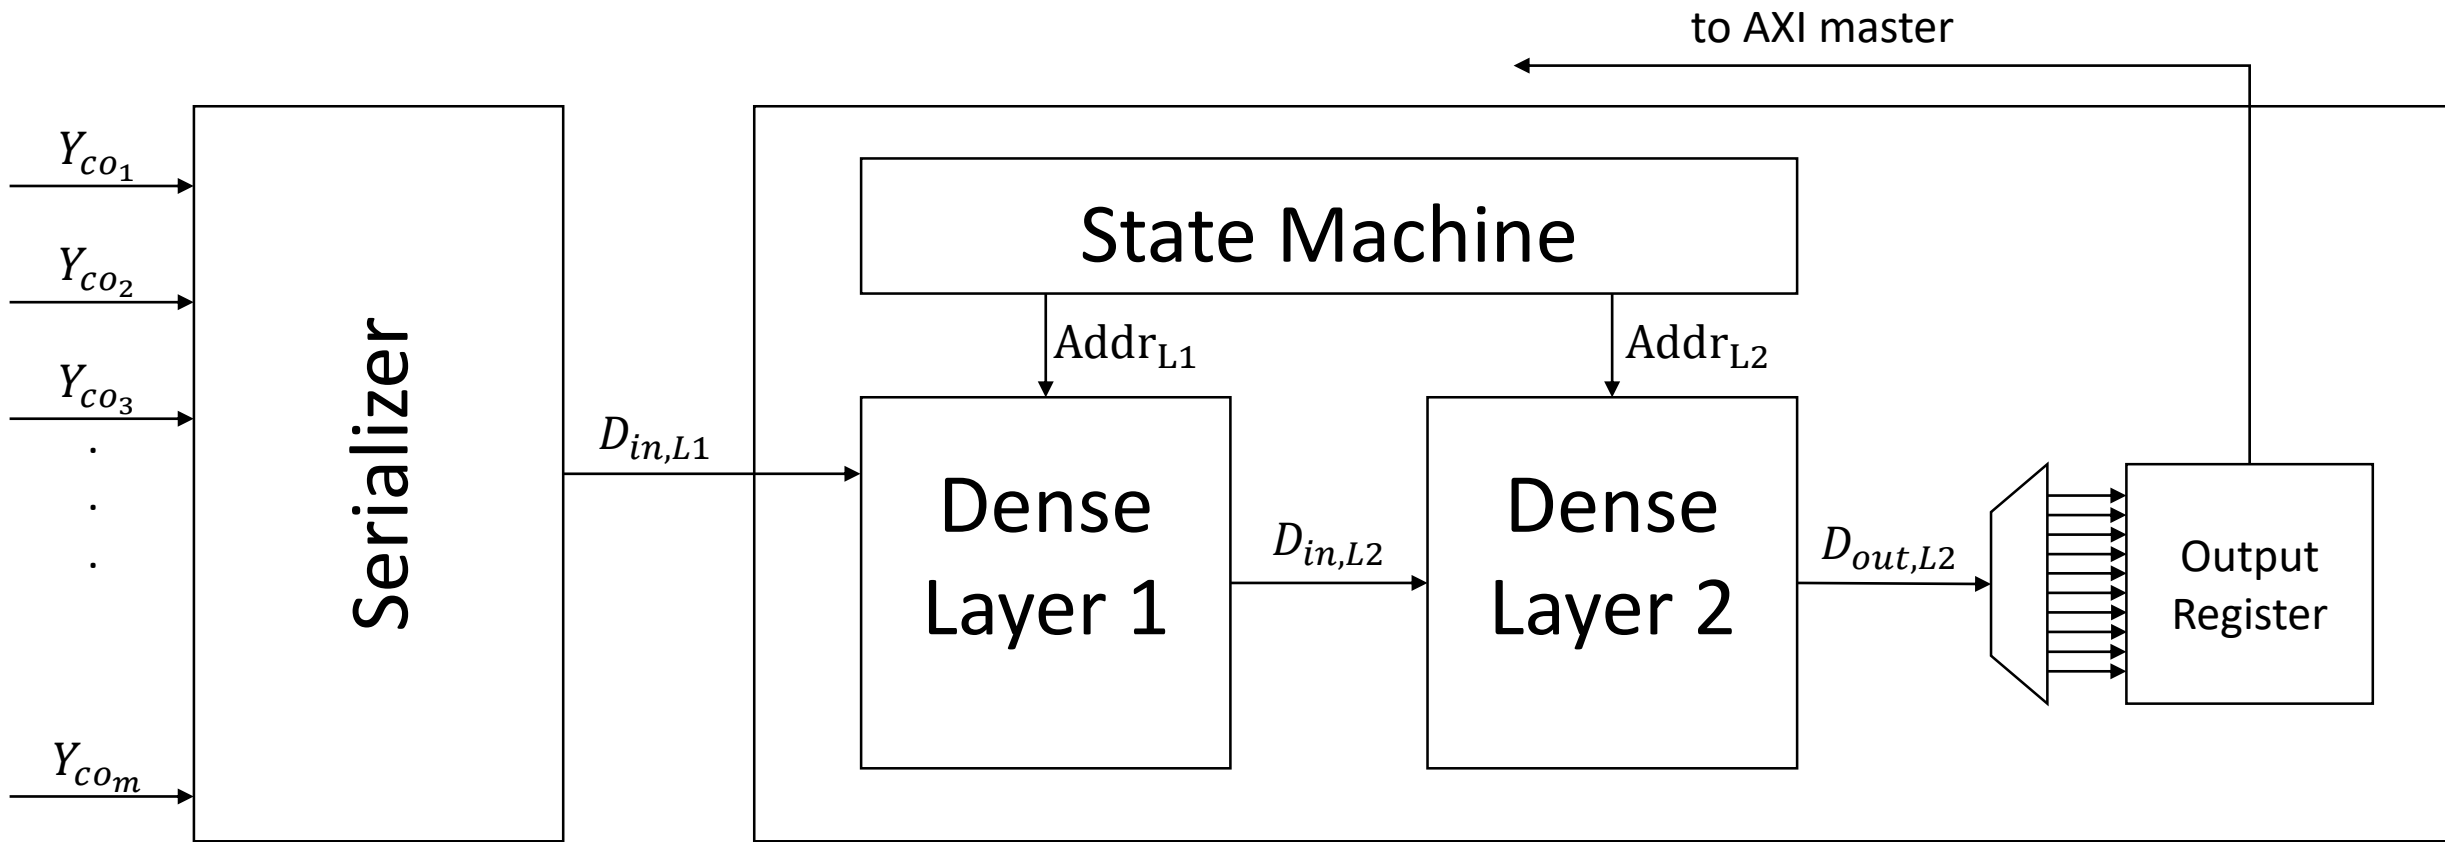 to AXI master
Y_{co_1}
Y_{co_2}
Y_{co_3}
.
.
.
Y_{co_m}
Serializer
D_{in,L1}
State Machine
Addr_{L1}
Addr_{L2}
Dense
Layer 1
D_{in,L2}
Dense
Layer 2
D_{out,L2}
Output
Register